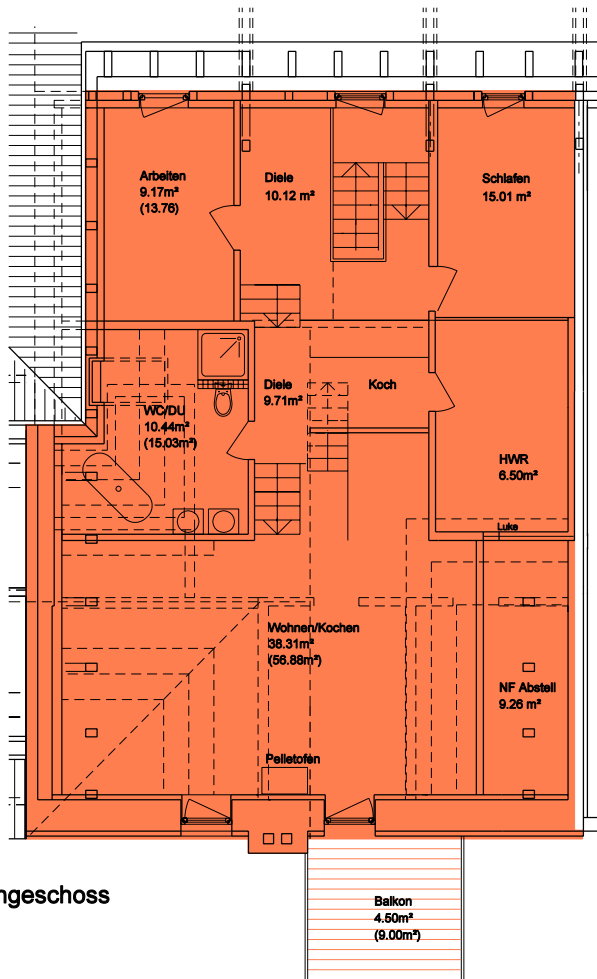 Arbeiten
9.17m²
(13.76)
Diele
10.12 m²
Schlafen
15.01 m²
WC/DU
10.44m²
(15.03m²)
Diele
9.71m²
Koch
HWR
6.50m²
Luke
Wohnen/Kochen
38.31m²
(56.88m²)
NF Abstell
9.26 m²
Pelletofen
ngeschoss
Balkon
4.50m²
(9.00m²)